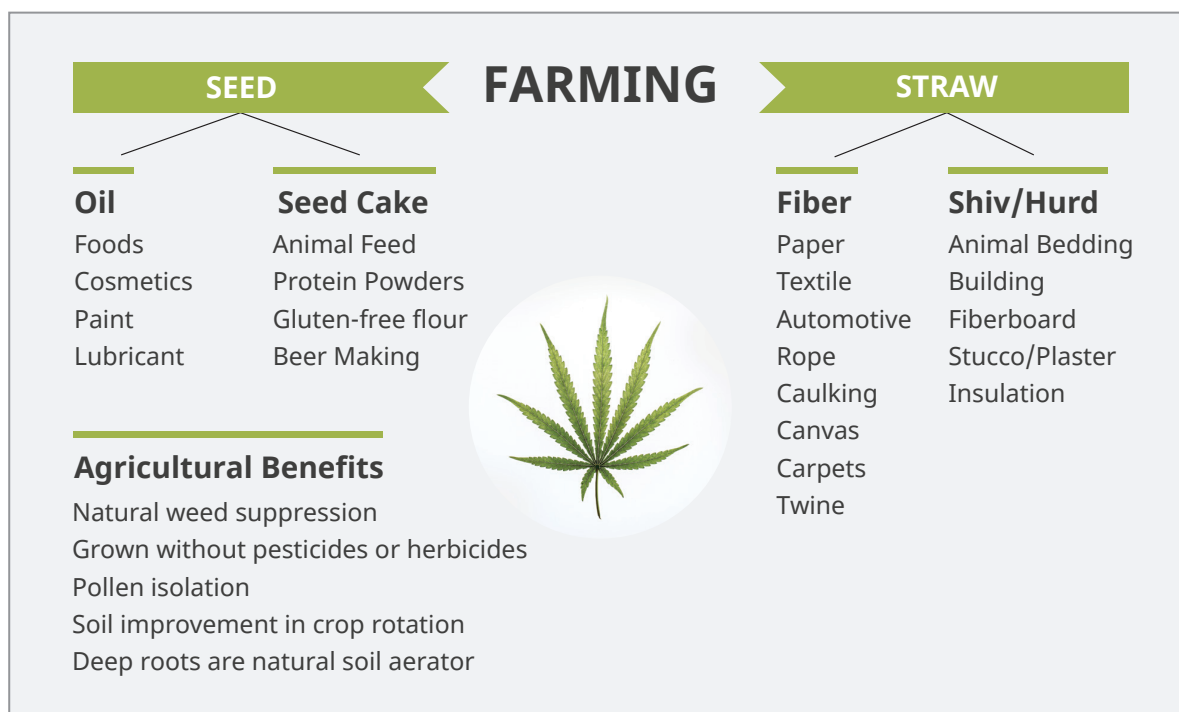 FARMING
SEED
Oil
Foods
Cosmetics
Paint
Lubricant
Seed Cake
Animal Feed
Protein Powders
Gluten-free flour
Beer Making
Agricultural Benefits
Natural weed suppression
Grown without pesticides or herbicides
Pollen isolation
Soil improvement in crop rotation
Deep roots are natural soil aerator
STRAW
Fiber
Paper
Textile
Automotive
Rope
Caulking
Canvas
Carpets
Twine
Shiv/Hurd
Animal Bedding
Building
Fiberboard
Stucco/Plaster
Insulation